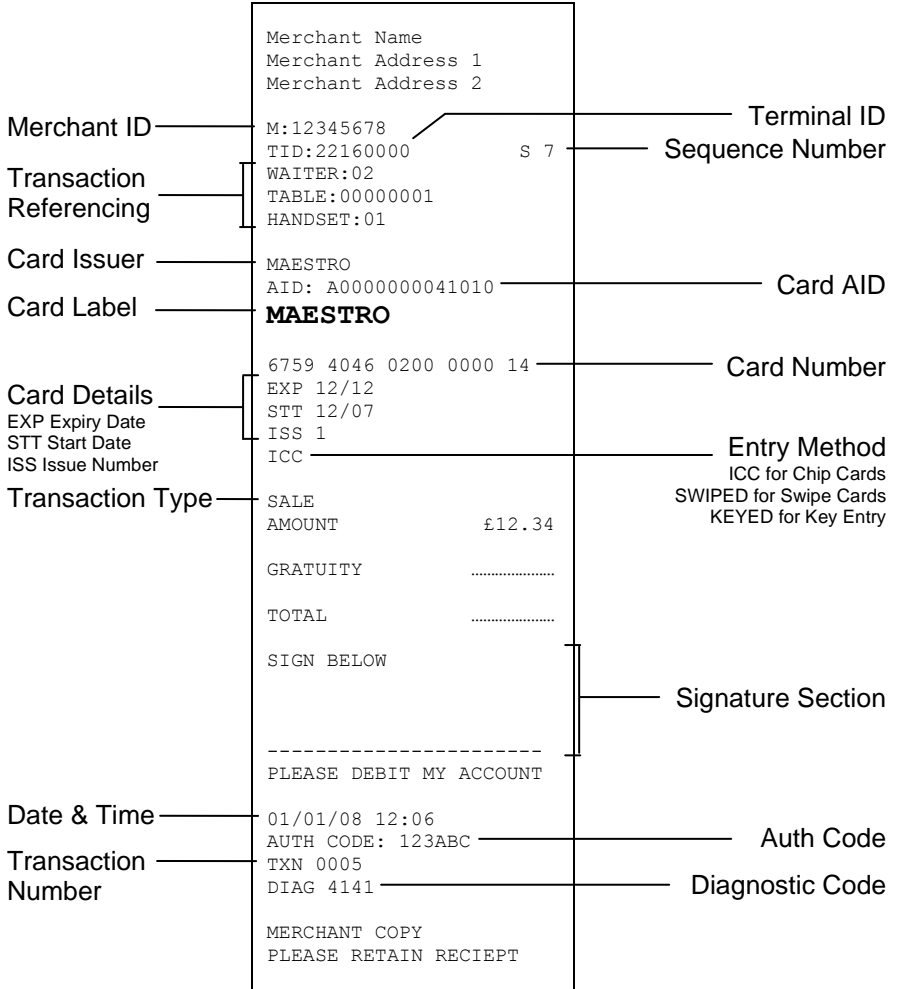 Merchant Name
Merchant Address 1
Merchant Address 2
Merchant ID
M:12345678
Terminal ID
TID:22160000 S 7
Sequence Number
Transaction
Referencing
WAITER:02
TABLE:00000001
HANDSET:01
Card Issuer
MAESTRO
AID: A0000000041010
Card AID
Card Label
MAESTRO
6759 4046 0200 0000 14
Card Number
Card Details
EXP Expiry Date
STT Start Date
ISS Issue Number
EXP 12/12
STT 12/07
ISS 1
ICC
Entry Method
ICC for Chip Cards
SWIPED for Swipe Cards
KEYED for Key Entry
Transaction Type
SALE
AMOUNT £12.34
GRATUITY .....................
TOTAL .....................
SIGN BELOW
Signature Section
-----------------------
PLEASE DEBIT MY ACCOUNT
Date & Time
01/01/08 12:06
AUTH CODE: 123ABC
Auth Code
Transaction
Number
TXN 0005
DIAG 4141
Diagnostic Code
MERCHANT COPY
PLEASE RETAIN RECIEPT